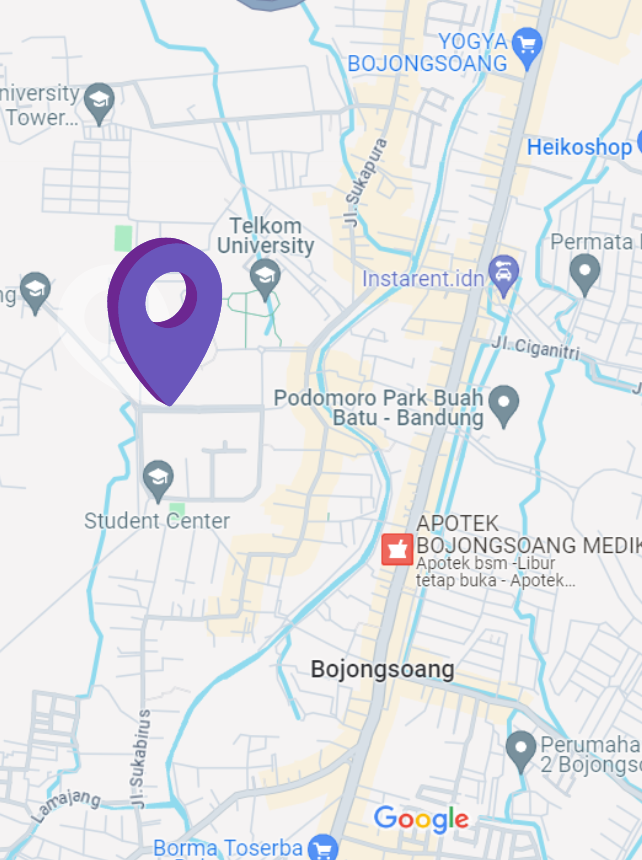 YOGYA
BOJONGSOANG
Tower...
Heikoshop
Jl. Sukapura
Telkom
University
Permata
Instarent.idn
Jl. Ciganitri
Podomoro Park Buah
Batu - Bandung
Student Center
APOTEK
BOJONGSOANG MEDIK
Apotek bsm -Libur
tetap buka - Apotek...
Bojongsoang
Jl. Sukabirus
Lamajang
Perumaha
2 Bojongso
Google
Borma Toserba